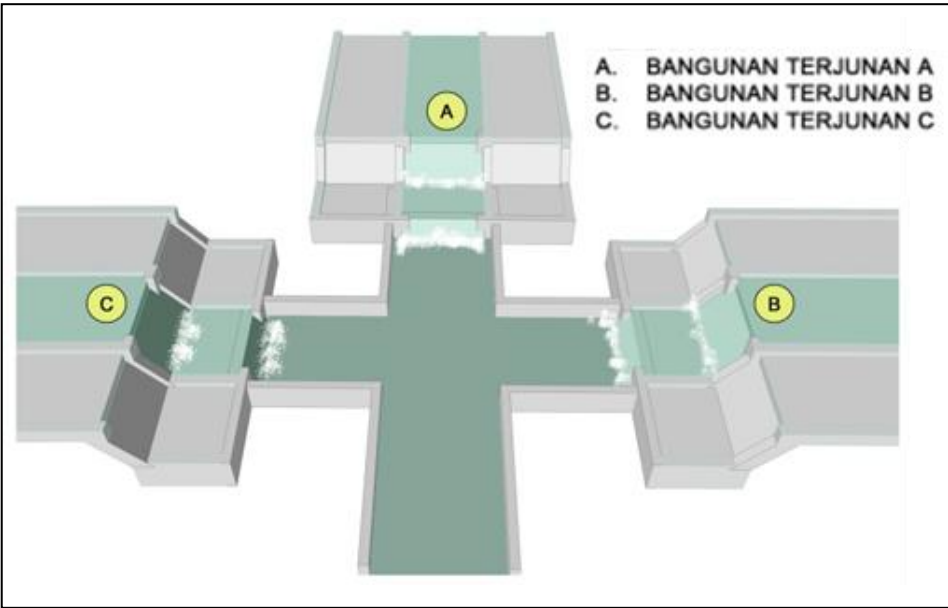 A. BANGUNAN TERJUNAN A
B. BANGUNAN TERJUNAN B
C. BANGUNAN TERJUNAN C
A
C
B